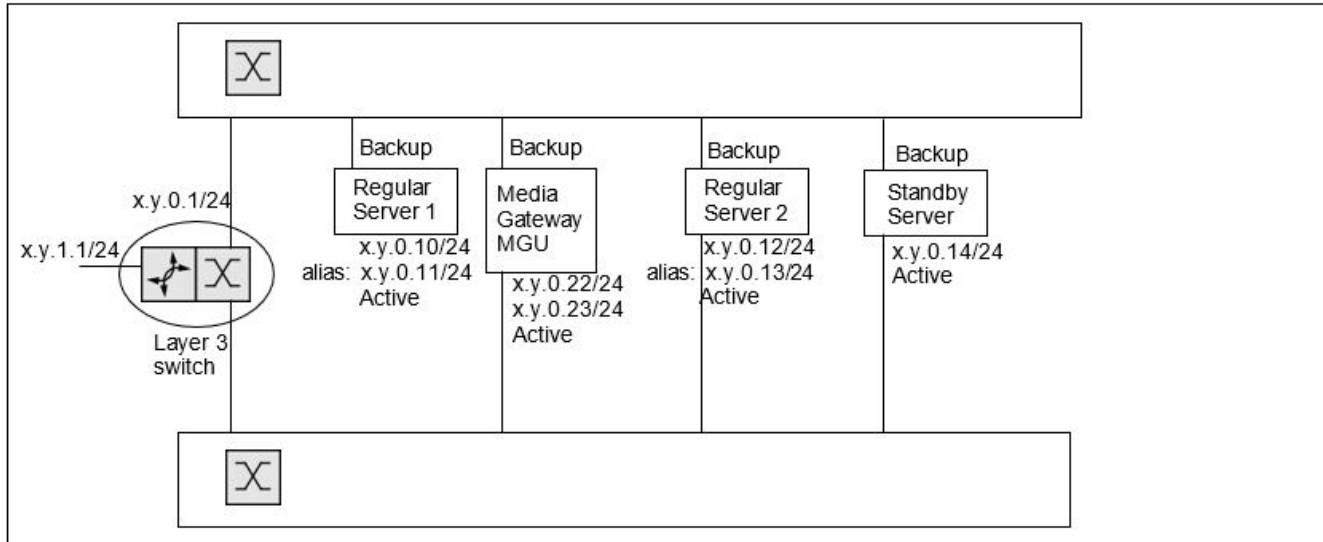 Backup
Backup
Backup
Backup
Regular
Server 1
Media
Gateway
MGU
Regular
Server 2
Standby
Server
x.y.0.1/24
x.y.1.1/24
x.y.0.10/24
alias: x.y.0.11/24
Active
x.y.0.22/24
x.y.0.23/24
Active
x.y.0.12/24
alias: x.y.0.13/24
Active
x.y.0.14/24
Active
Layer 3
switch